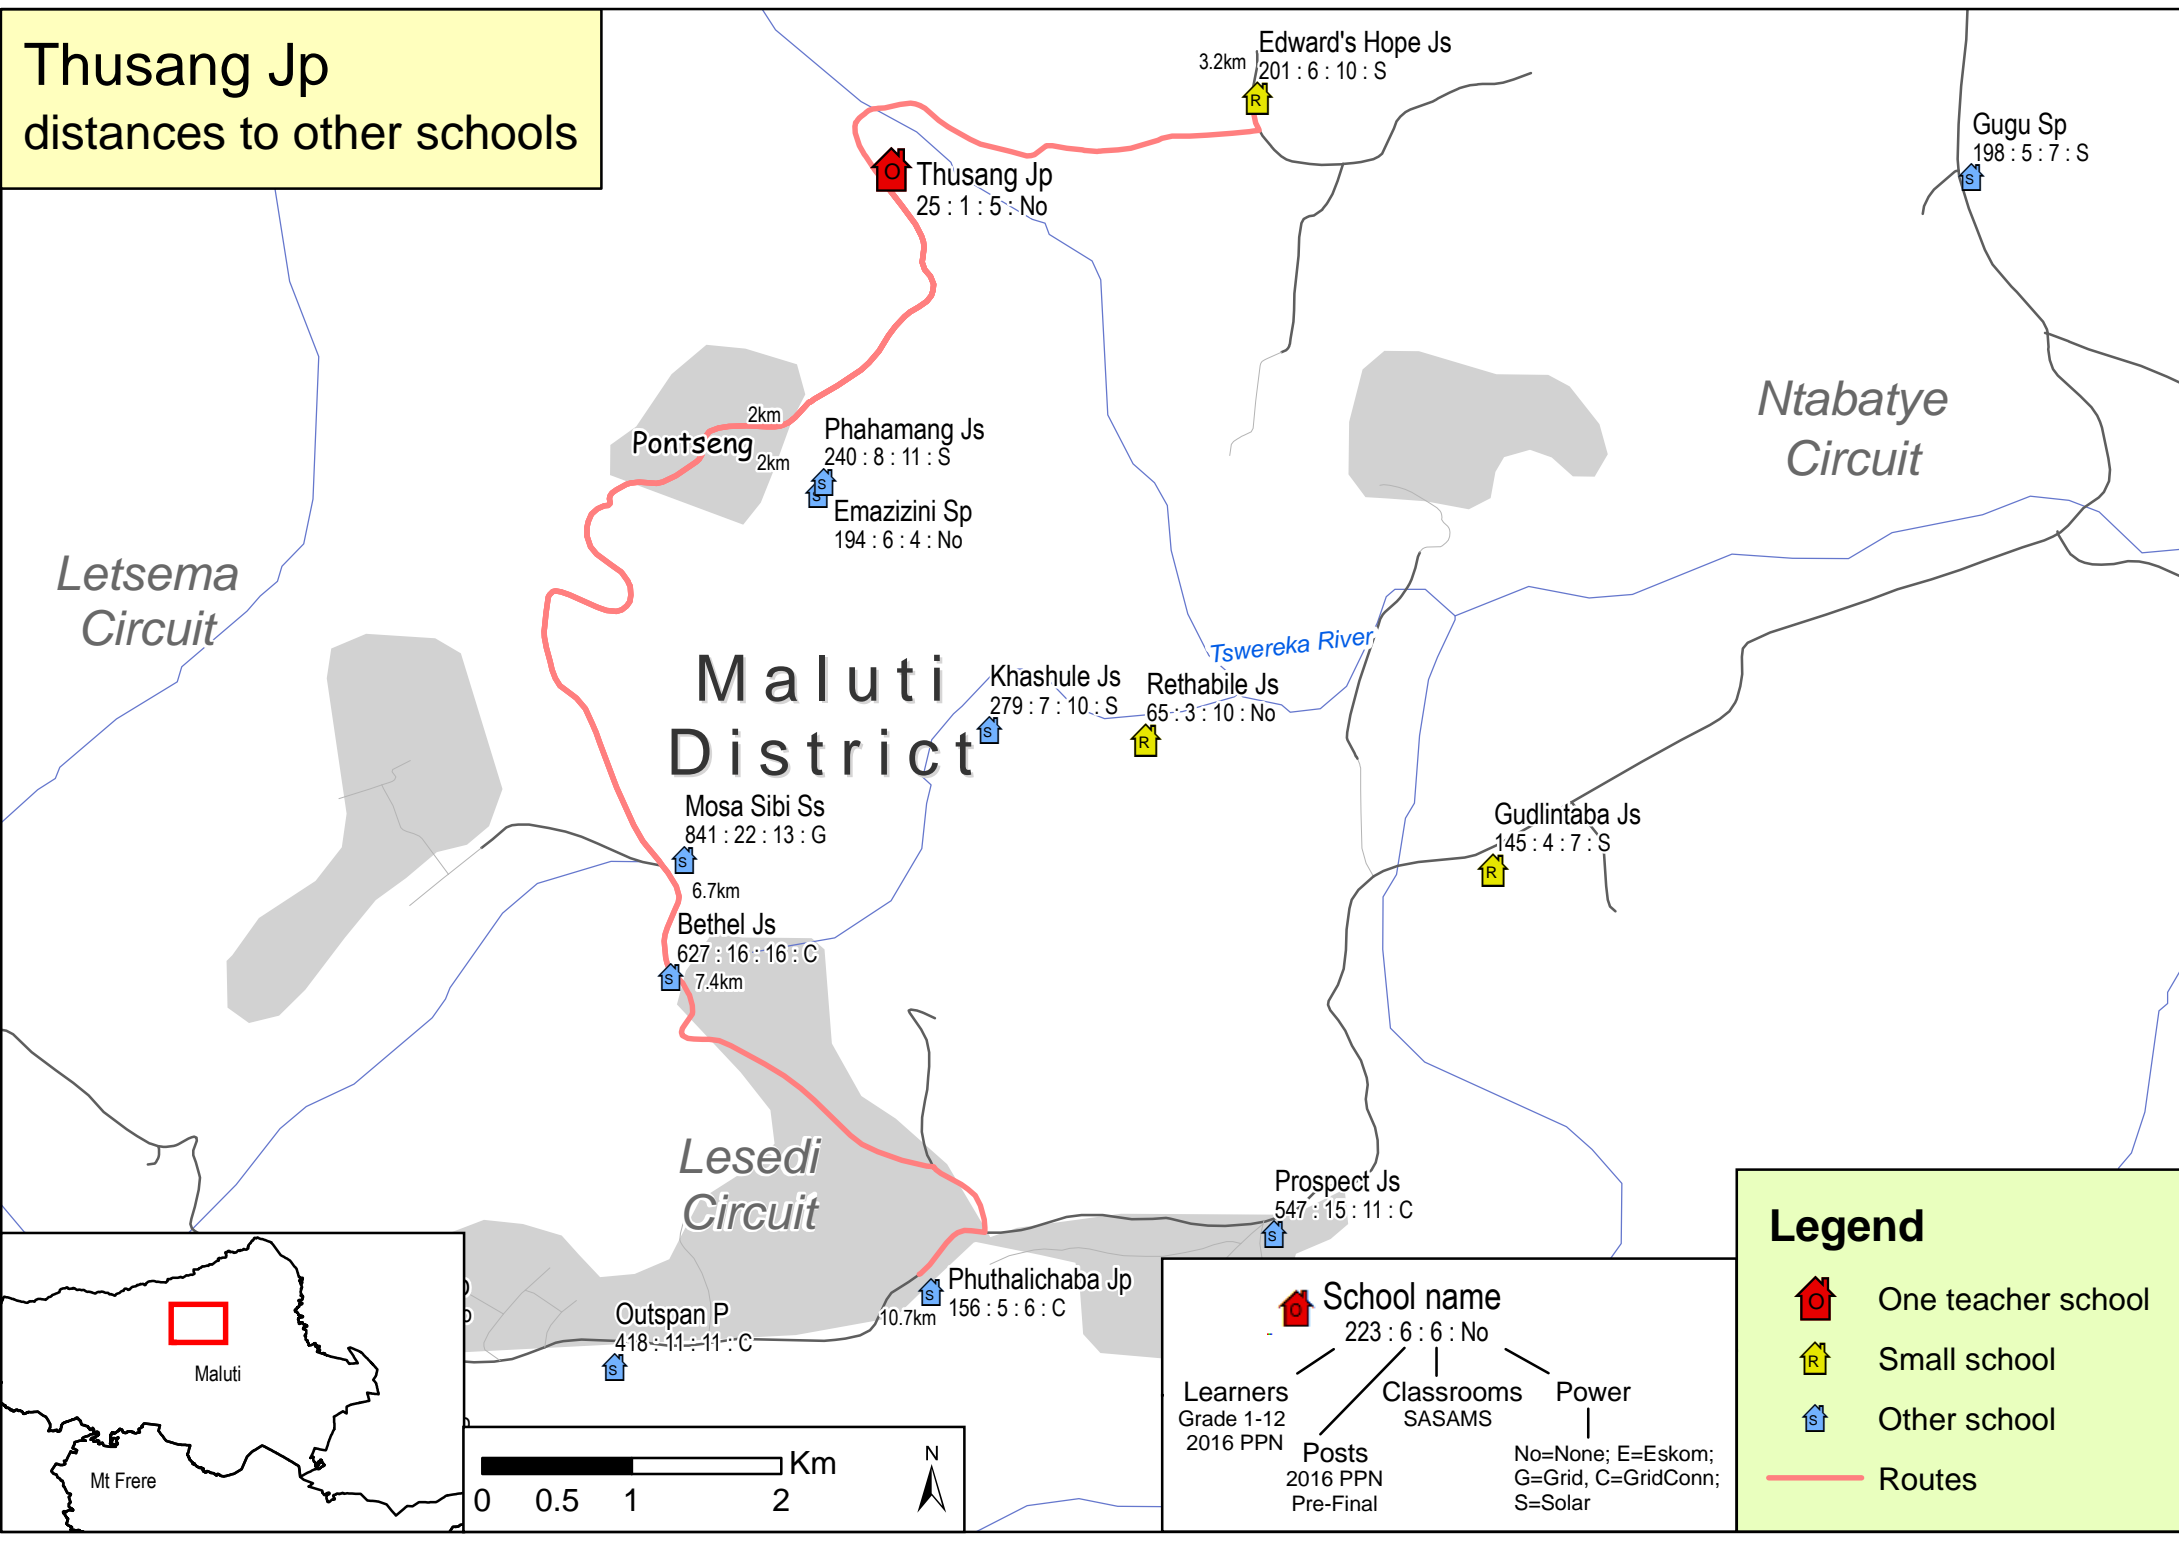 Thusang Jp
distances to other schools
3.2km
Edward's Hope Js
201 : 6 : 10 : S
R
Gugu Sp
198 : 5 : 7 : S
S
O
Thusang Jp
25 : 1 : 5 : No
Ntabatye
Circuit
2km
Pontseng
2km
Phahamang Js
240 : 8 : 11 : S
S
S
Emazizini Sp
194 : 6 : 4 : No
Letsema
Circuit
Tswereka River
Maluti
District
Khashule Js
279 : 7 : 10 : S
S
Rethabile Js
65 : 3 : 10 : No
R
Mosa Sibi Ss
841 : 22 : 13 : G
S
6.7km
Gudlintaba Js
145 : 4 : 7 : S
R
Bethel Js
627 : 16 : 16 : C
S
7.4km
Lesedi
Circuit
Prospect Js
547 : 15 : 11 : C
S
Phuthalichaba Jp
156 : 5 : 6 : C
S
10.7km
Outspan P
418 : 11 : 11 : C
S
Maluti
Mt Frere
Km
0 0.5 1 2
N
O
School name
223 : 6 : 6 : No
Learners
Grade 1-12
2016 PPN
Posts
2016 PPN
Pre-Final
Classrooms
SASAMS
Power
No=None; E=Eskom;
G=Grid, C=GridConn;
S=Solar
Legend
O One teacher school
R Small school
S Other school
Routes